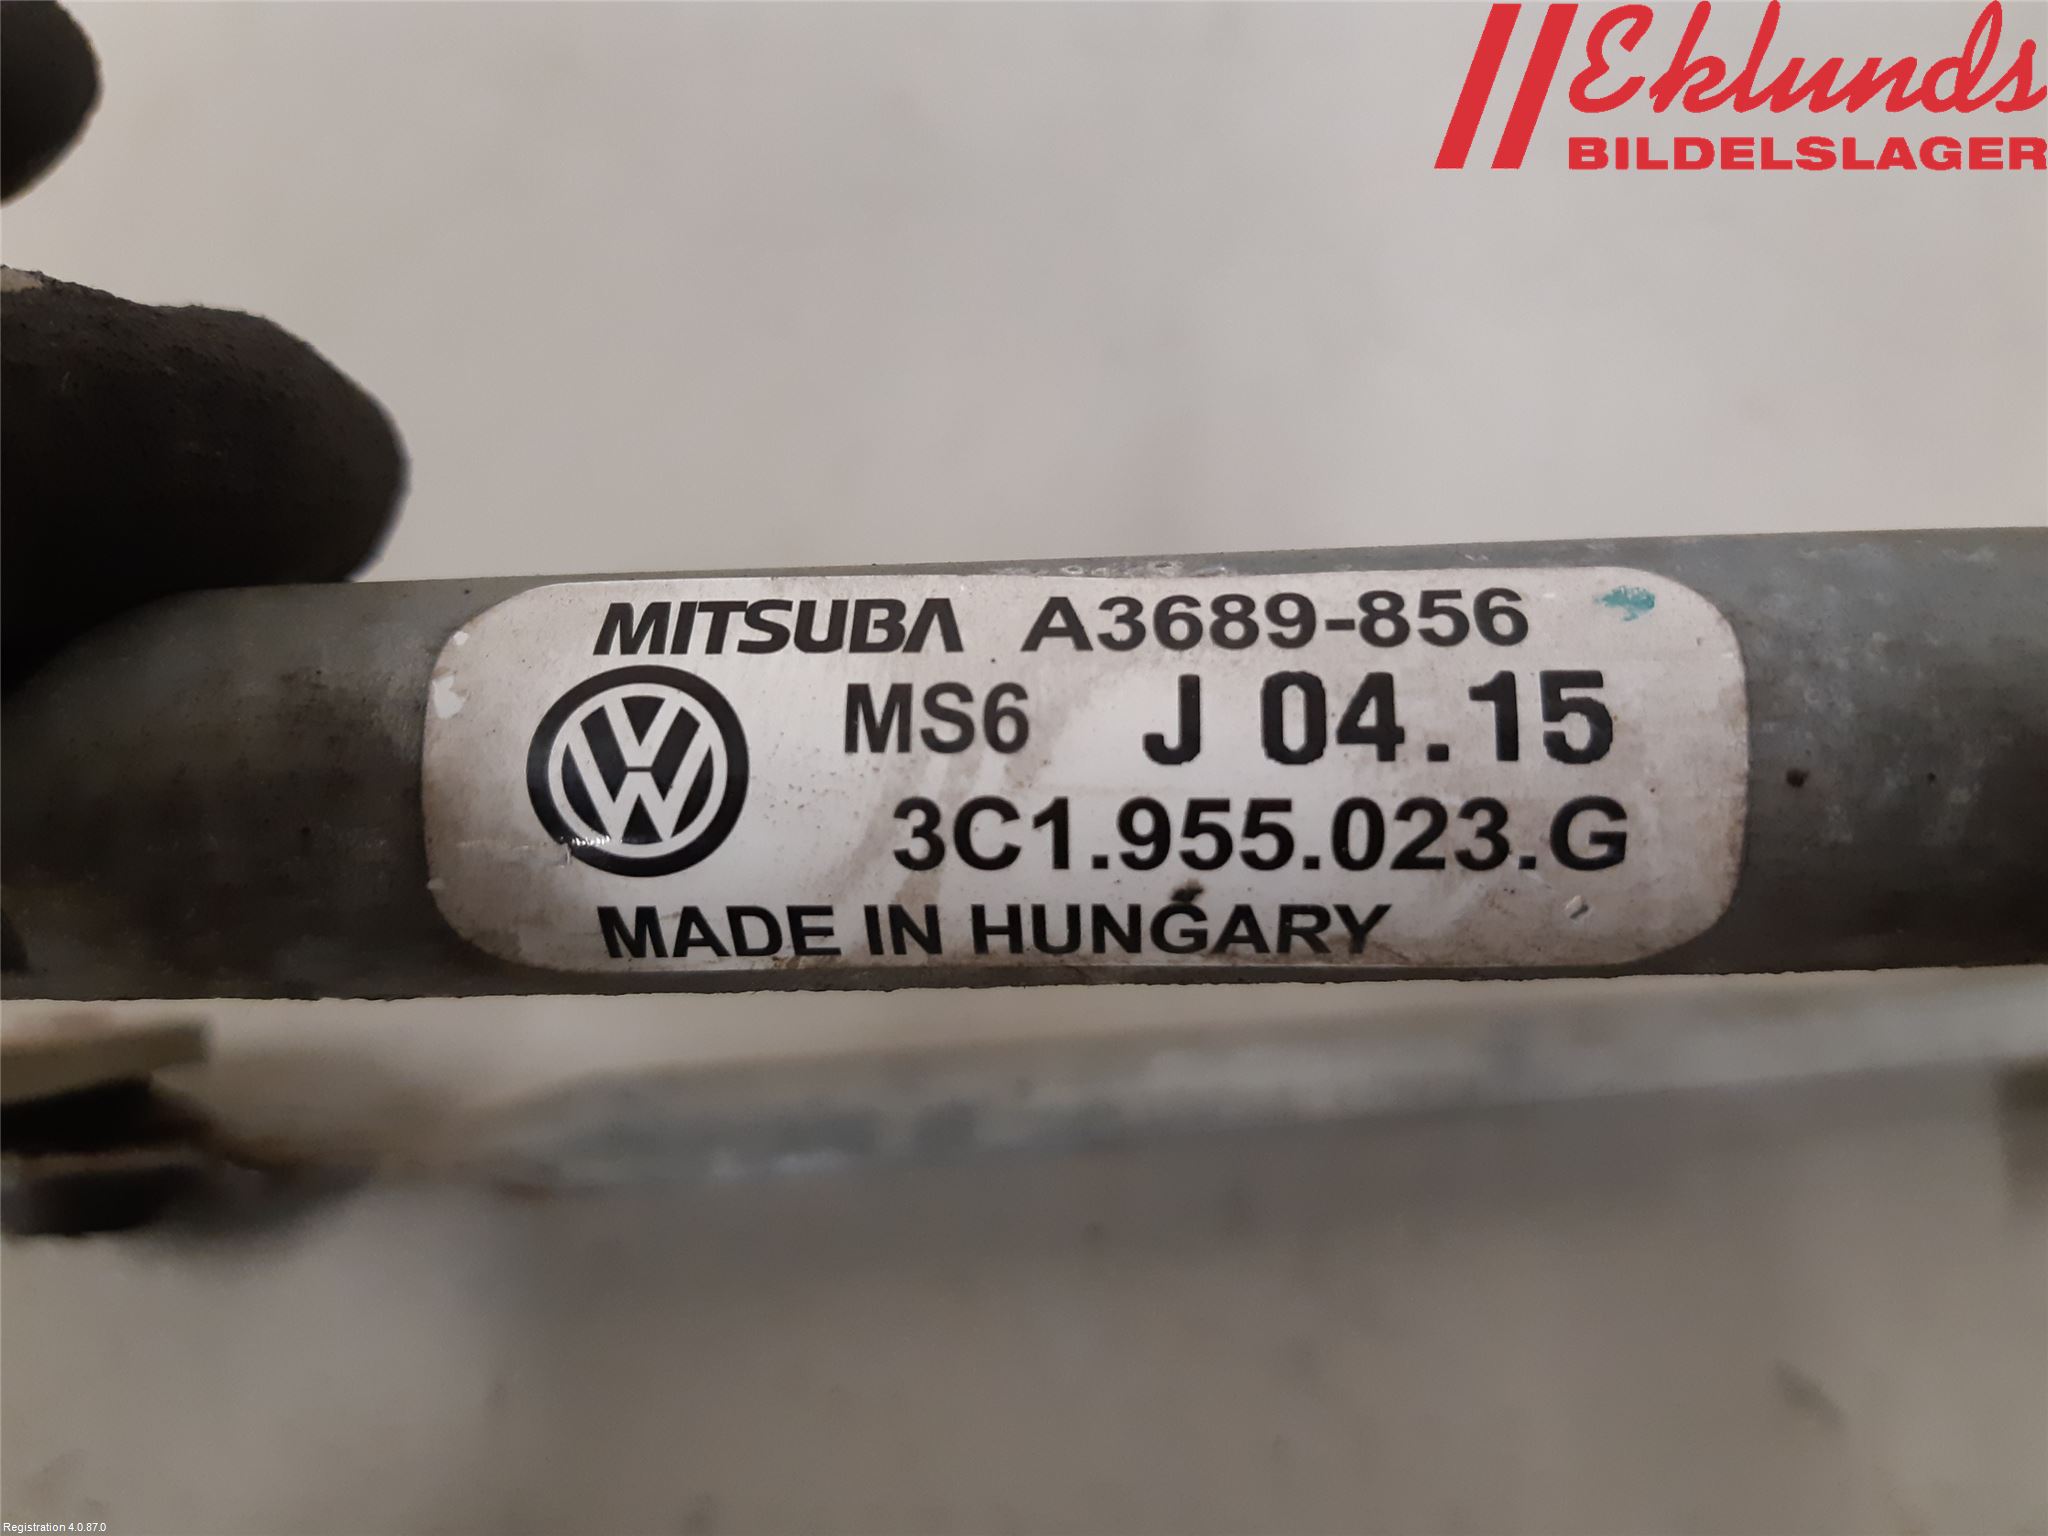 Eklunds
BILDELSLAGER
MITSUBA A3689-856
MS6 J 04.15
3C1.955.023.G
MADE IN HUNGARY
Registration 4.0.87.0